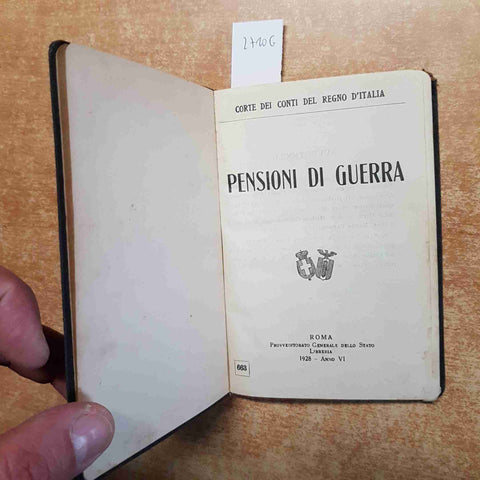 2710G
CORTE DEI CONTI DEL REGNO D'ITALIA
PENSIONI DI GUERRA
ROMA
PROVVEDITORATO GENERALE DELLO STATO
LIBRERIA
1928 - ANNO VI
663